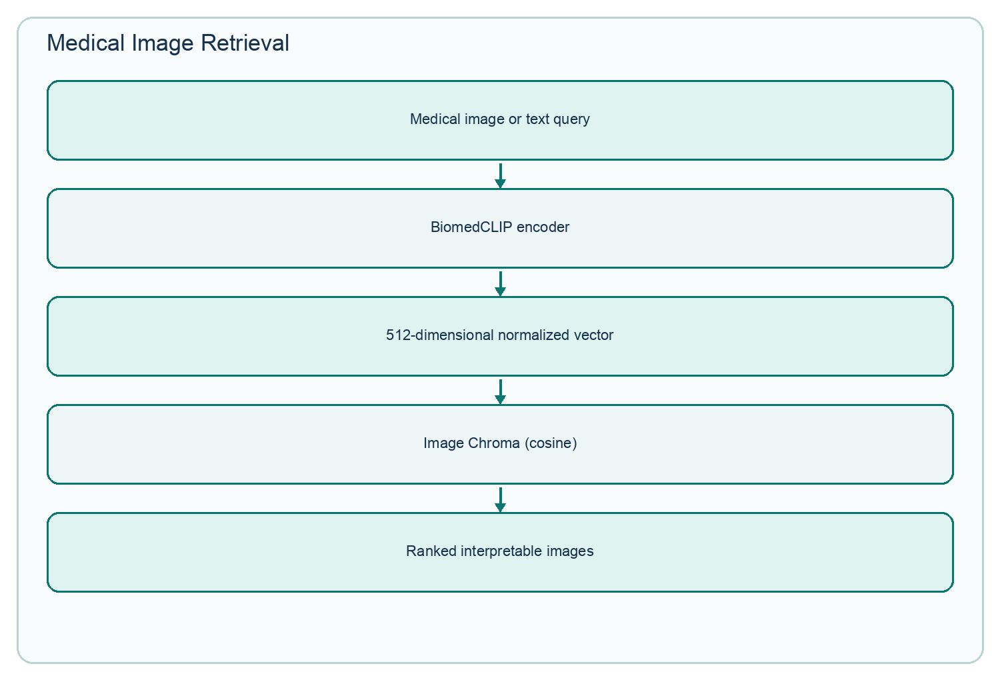 Medical Image Retrieval
Medical image or text query
BiomedCLIP encoder
512-dimensional normalized vector
Image Chroma (cosine)
Ranked interpretable images